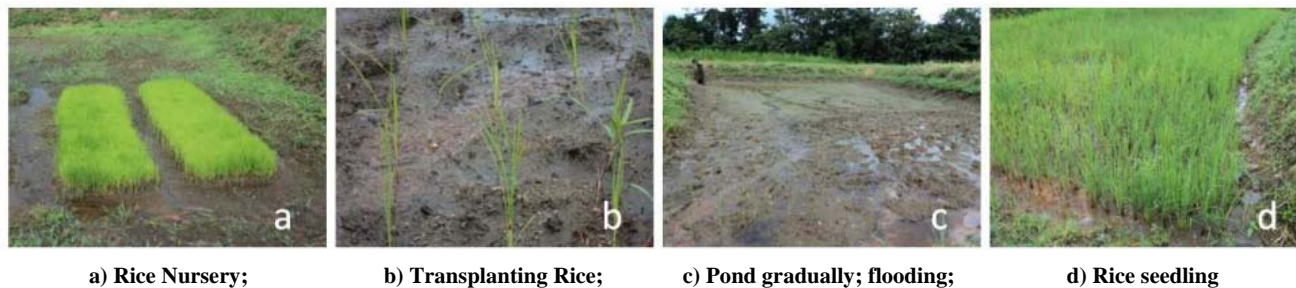 a b c d
a) Rice Nursery; b) Transplanting Rice; c) Pond gradually; flooding; d) Rice seedling